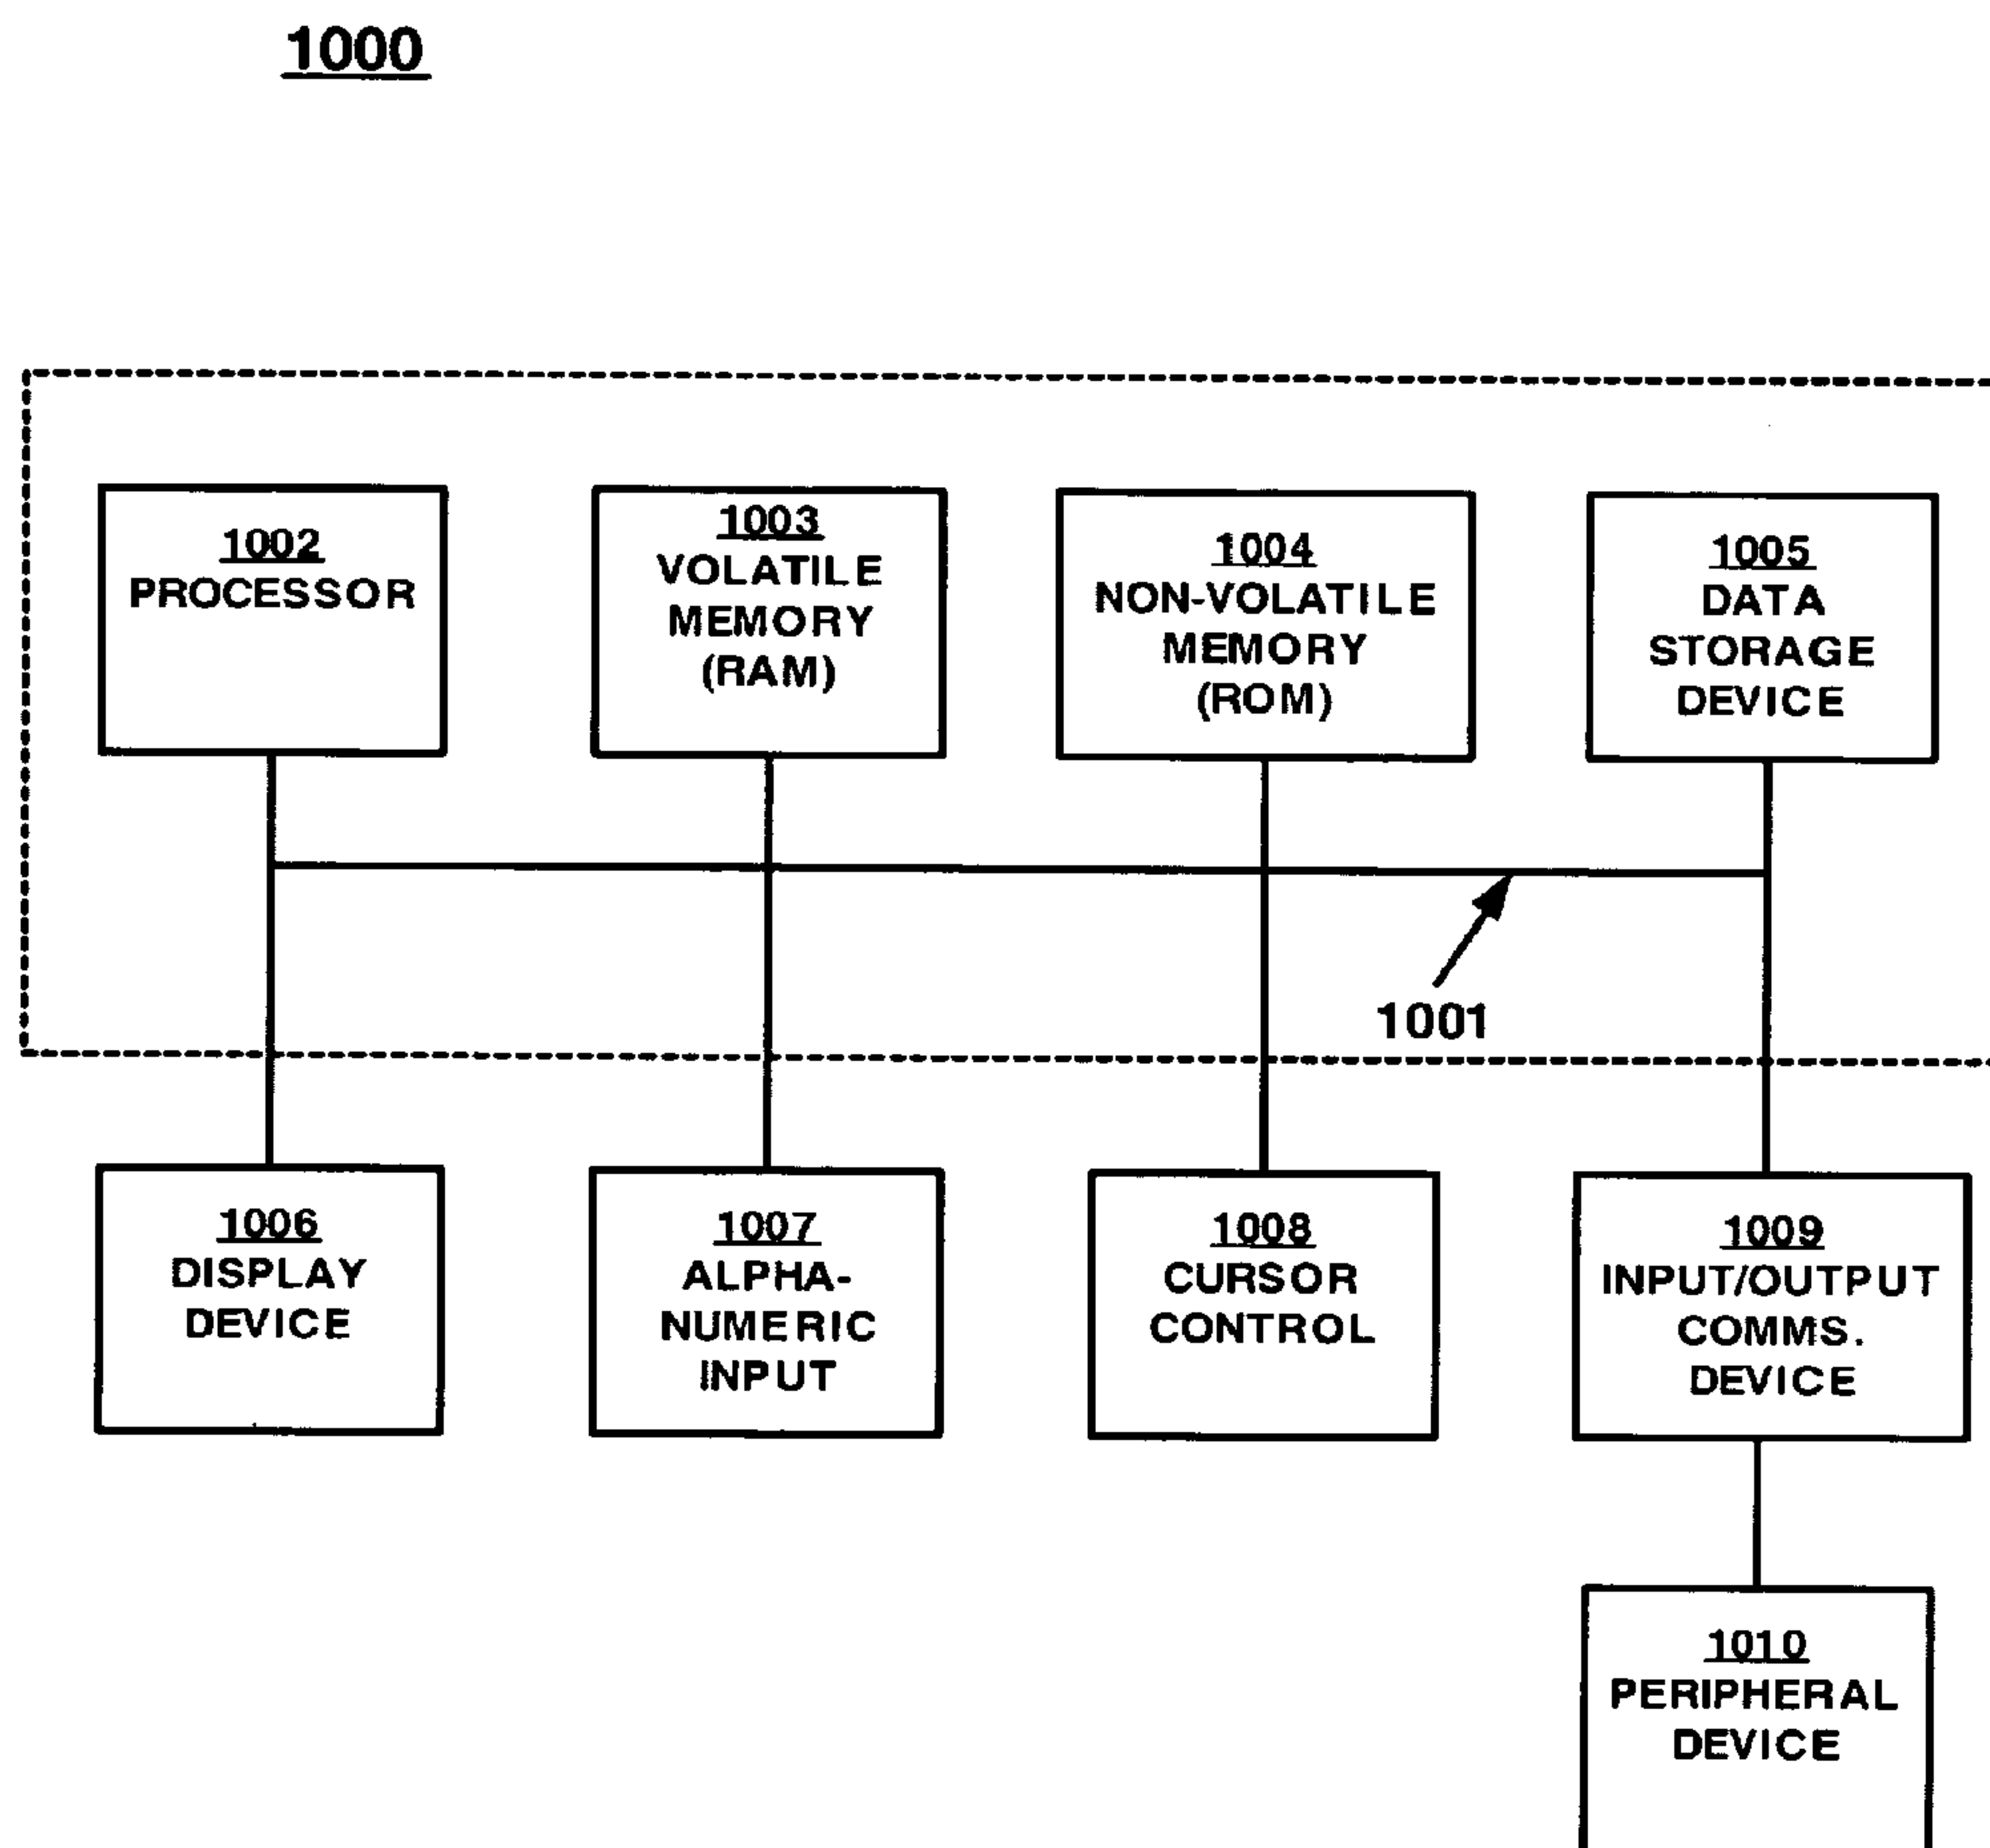 1000
1002
PROCESSOR
1003
VOLATILE
MEMORY
(RAM)
1004
NON-VOLATILE
MEMORY
(ROM)
1005
DATA
STORAGE
DEVICE
1001
1006
DISPLAY
DEVICE
1007
ALPHA-
NUMERIC
INPUT
1008
CURSOR
CONTROL
1009
INPUT/OUTPUT
COMMS.
DEVICE
1010
PERIPHERAL
DEVICE